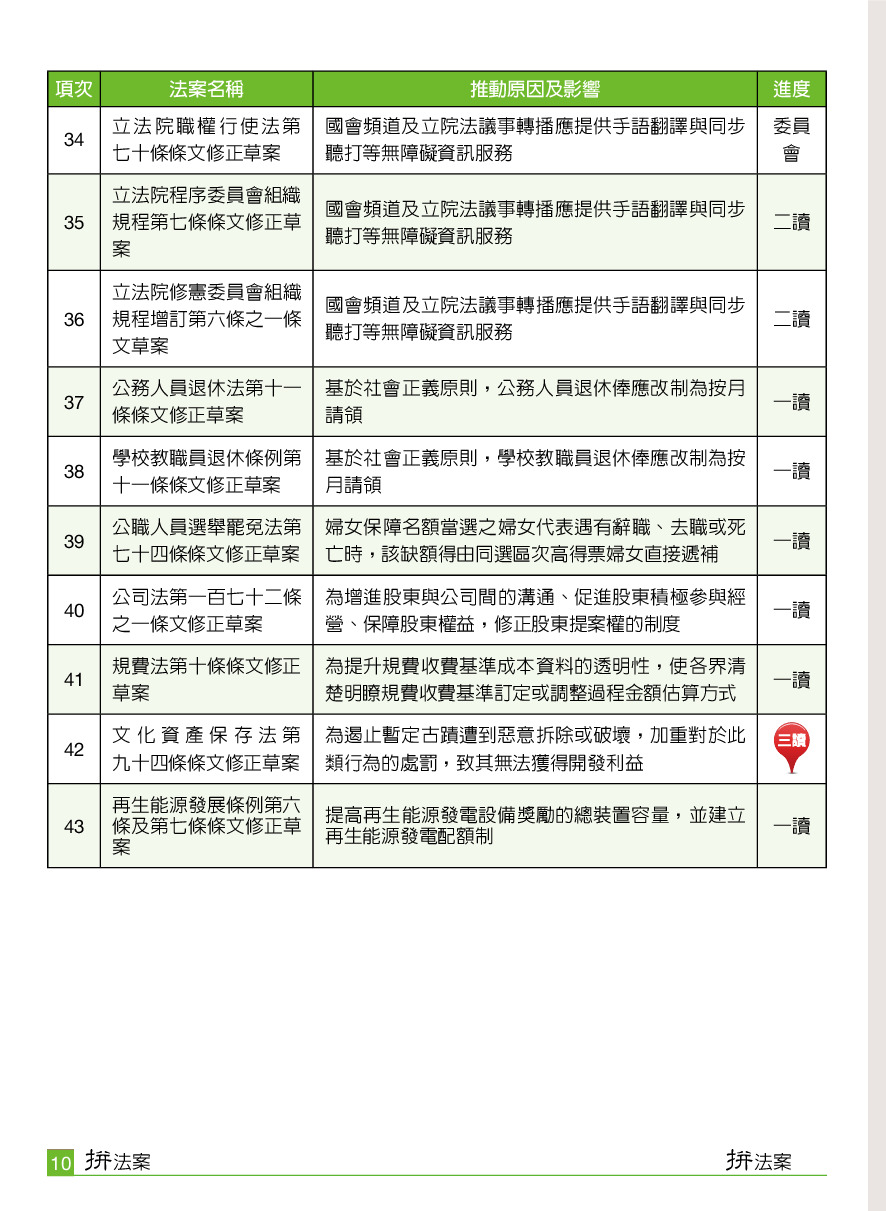 項次 法案名稱 推動原因及影響 進度
34 立法院職權行使法第 國會頻道及立院法議事轉播應提供手語翻譯與同步 委員
七十條條文修正草案 聽打等無障礙資訊服務 會
35 立法院程序委員會組織 國會頻道及立院法議事轉播應提供手語翻譯與同步 二讀
規程第七條條文修正草 聽打等無障礙資訊服務
案
36 立法院修憲委員會組織 國會頻道及立院法議事轉播應提供手語翻譯與同步 二讀
規程增訂第六條之一條 聽打等無障礙資訊服務
文草案
37 公務人員退休法第十一 基於社會正義原則，公務人員退休俸應改制為按月 一讀
條條文修正草案 請領
38 學校教職員退休條例第 基於社會正義原則，學校教職員退休俸應改制為按 一讀
十一條條文修正草案 月請領
39 公職人員選舉罷免法第 婦女保障名額當選之婦女代表遇有辭職、去職或死 一讀
七十四條條文修正草案 亡時，該缺額得由同選區次高得票婦女直接遞補
40 公司法第一百七十二條 為增進股東與公司間的溝通、促進股東積極參與經 一讀
之一條文修正草案 營、保障股東權益，修正股東提案權的制度
41 規費法第十條條文修正 為提升規費收費基準成本資料的透明性，使各界清 一讀
草案 楚明瞭規費收費基準訂定或調整過程金額估算方式
42 文化資產保存法第 為遏止暫定古蹟遭到惡意拆除或破壞，加重對於此 三讀
九十四條條文修正草案 類行為的處罰，致其無法獲得開發利益
43 再生能源發展條例第六 提高再生能源發電設備獎勵的總裝置容量，並建立 一讀
條及第七條條文修正草 再生能源發電配額制
案
10 拚法案 拚法案